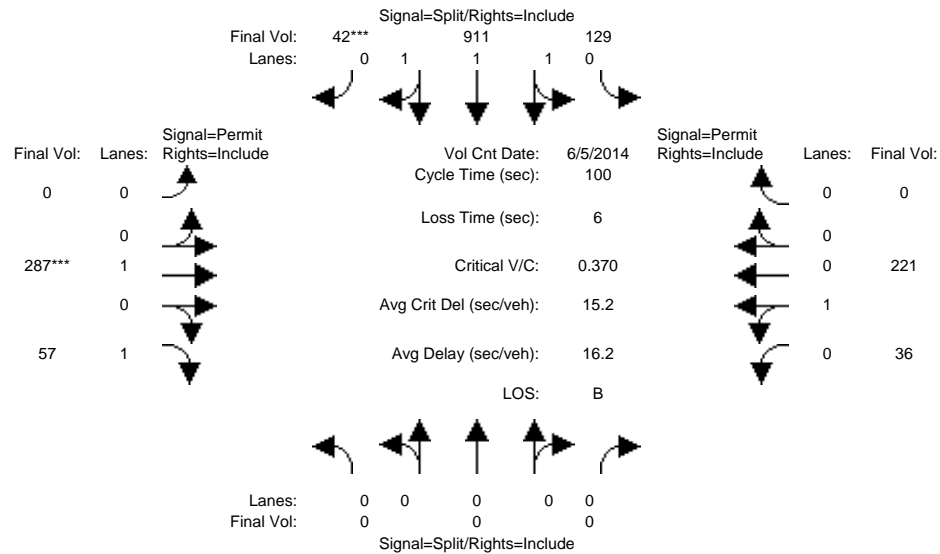 Signal=Split/Rights=Include
Final Vol: 42*** 911 129
Lanes: 0 1 1 1 0
Signal=Permit Signal=Permit
Final Vol: Lanes: Rights=Include Vol Cnt Date: 6/5/2014 Rights=Include Lanes: Final Vol:
Cycle Time (sec): 100
0 0 0 0
Loss Time (sec): 6
0 0
287*** 1 Critical V/C: 0.370 0 221
0 Avg Crit Del (sec/veh): 15.2 1
57 1 Avg Delay (sec/veh): 16.2 0 36
LOS: B
Lanes: 0 0 0 0 0
Final Vol: 0 0 0
Signal=Split/Rights=Include